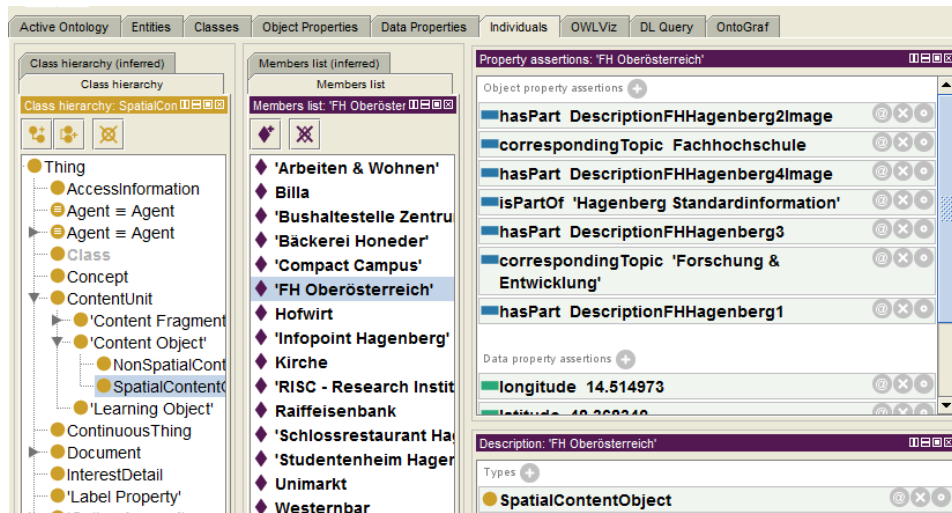 Active Ontology Entities Classes Object Properties Data Properties Individuals OWLViz DL Query OntoGraf
Class hierarchy (inferred)
Class hierarchy
Class hierarchy: SpatialCon
Thing
AccessInformation
Agent ≡ Agent
Agent ≡ Agent
Class
Concept
ContentUnit
'Content Fragment
'Content Object'
NonSpatialCont
SpatialContent
'Learning Object'
ContinuousThing
Document
InterestDetail
'Label Property'
Members list (inferred)
Members list
Members list: 'FH Oberöster
'Arbeiten & Wohnen'
Billa
'Bushaltestelle Zentru
'Bäckerei Honeder'
'Compact Campus'
'FH Oberösterreich'
Hofwirt
'Infopoint Hagenberg'
Kirche
'RISC - Research Instit
Raiffeisenbank
'Schlossrestaurant Hag
'Studentenheim Hager
Unimarkt
Westernbar
Property assertions: 'FH Oberösterreich'
Object property assertions
hasPart DescriptionFHHagenberg2Image
correspondingTopic Fachhochschule
hasPart DescriptionFHHagenberg4Image
isPartOf 'Hagenberg Standardinformation'
hasPart DescriptionFHHagenberg3
correspondingTopic 'Forschung &
Entwicklung'
hasPart DescriptionFHHagenberg1
Data property assertions
longitude 14.514973
Description: 'FH Oberösterreich'
Types
SpatialContentObject